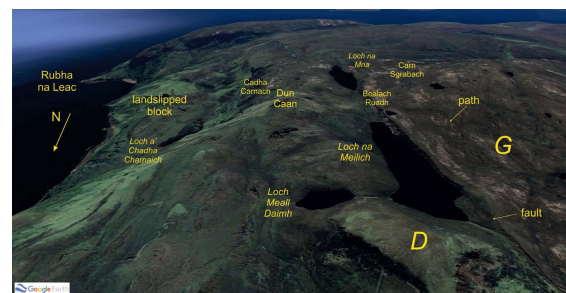 Rubha
na Leac
N
landslipped
block
Loch a'
Chadha
Charnaich
Cadha
Carnach
Dun
Caan
Loch na
Mna
Carn
Sgrebach
Bealach
Ruadh
path
Loch na
Meilich
G
Loch
Meall
Daimh
fault
D
Google Earth